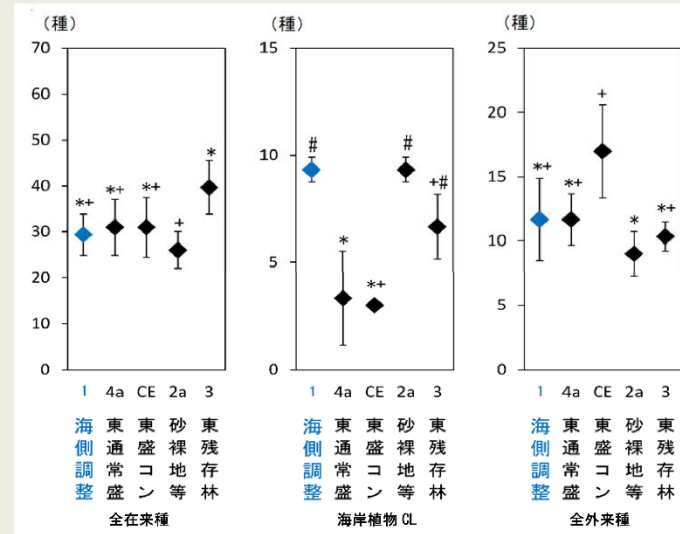 （種）
70
60
50
40
30
20
10
0
*+
*+
*+
+
*
1 4a CE 2a 3
海側調整
東通常盛
東盛コン
砂裸地等
東残存林
全在来種
（種）
15
10
5
0
#
*
*+
#
+#
1 4a CE 2a 3
海側調整
東通常盛
東盛コン
砂裸地等
東残存林
海岸植物 CL
（種）
25
20
15
10
5
0
*+
*+
+
*
*+
1 4a CE 2a 3
海側調整
東通常盛
東盛コン
砂裸地等
東残存林
全外来種